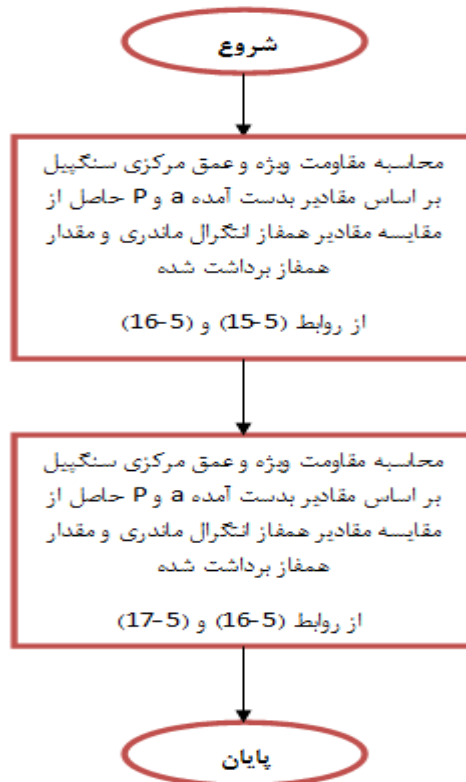 شروع
محاسبه مقاومت ویژه و عمق مرکزی سنگپیل
بر اساس مقادیر بدست آمده a و P حاصل از
مقایسه مقادیر همفاز انتگرال ماندری و مقدار
همفاز برداشت شده
از روابط (5-15) و (5-16)
محاسبه مقاومت ویژه و عمق مرکزی سنگپیل
بر اساس مقادیر بدست آمده a و P حاصل از
مقایسه مقادیر همفاز انتگرال ماندری و مقدار
همفاز برداشت شده
از روابط (5-16) و (5-17)
پایان